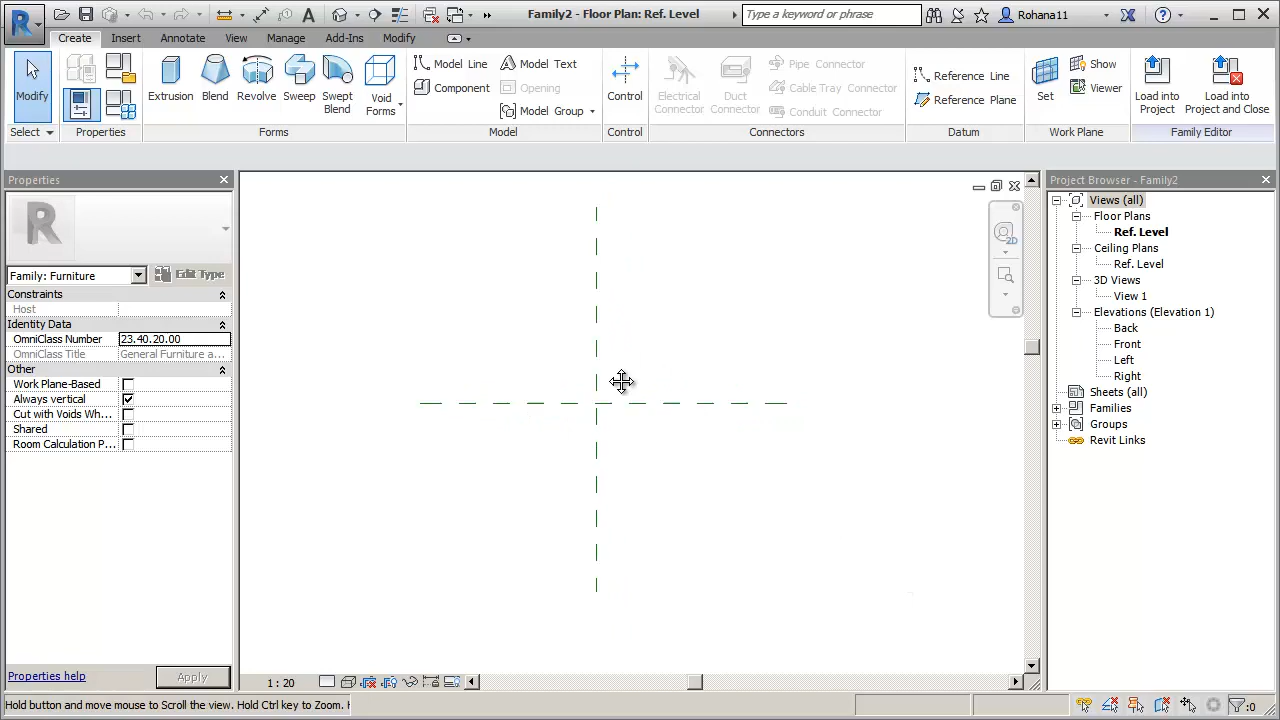 Family2 - Floor Plan: Ref. Level
Type a keyword or phrase
Rohana11
Create
Insert
Annotate
View
Manage
Add-Ins
Modify
Modify
Select
Properties
Extrusion
Blend
Revolve
Sweep
Swept Blend
Void Forms
Forms
Model Line
Component
Model Text
Opening
Model Group
Model
Control
Control
Electrical Connector
Duct Connector
Pipe Connector
Cable Tray Connector
Conduit Connector
Connectors
Reference Line
Reference Plane
Datum
Set
Show
Viewer
Work Plane
Load into Project
Load into Project and Close
Family Editor
Properties
R
Family: Furniture
Edit Type
Constraints
Host
Identity Data
OmniClass Number 23.40.20.00
OmniClass Title General Furniture a...
Other
Work Plane-Based
Always vertical
Cut with Voids Wh...
Shared
Room Calculation P...
Properties help
Apply
2D
Project Browser - Family2
Views (all)
Floor Plans
Ref. Level
Ceiling Plans
Ref. Level
3D Views
View 1
Elevations (Elevation 1)
Back
Front
Left
Right
Sheets (all)
Families
Groups
Revit Links
1 : 20
Hold button and move mouse to Scroll the view. Hold Ctrl key to Zoom.
:0